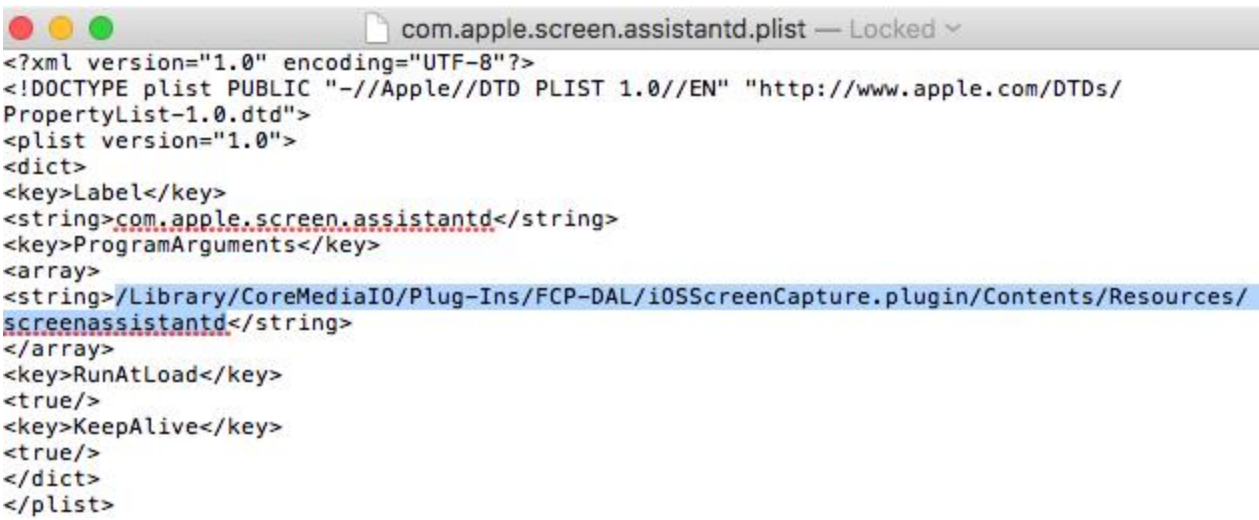 com.apple.screen.assistantd.plist — Locked
<?xml version="1.0" encoding="UTF-8"?>
<!DOCTYPE plist PUBLIC "-//Apple//DTD PLIST 1.0//EN" "http://www.apple.com/DTDs/
PropertyList-1.0.dtd">
<plist version="1.0">
<dict>
<key>Label</key>
<string>com.apple.screen.assistantd</string>
<key>ProgramArguments</key>
<array>
<string>/Library/CoreMediaIO/Plug-Ins/FCP-DAL/iOSScreenCapture.plugin/Contents/Resources/
screenassistantd</string>
</array>
<key>RunAtLoad</key>
<true/>
<key>KeepAlive</key>
<true/>
</dict>
</plist>